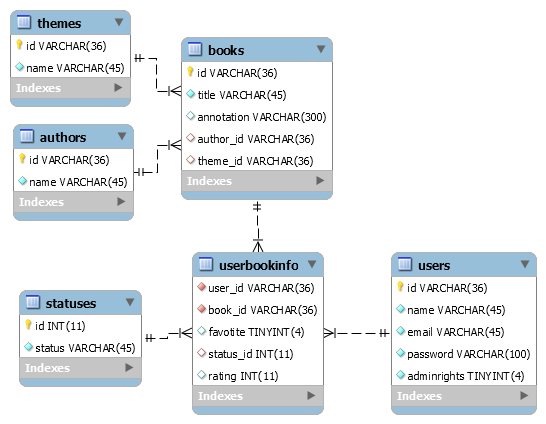 themes
id VARCHAR(36)
name VARCHAR(45)
Indexes
authors
id VARCHAR(36)
name VARCHAR(45)
Indexes
books
id VARCHAR(36)
title VARCHAR(45)
annotation VARCHAR(300)
author_id VARCHAR(36)
theme_id VARCHAR(36)
Indexes
statuses
id INT(11)
status VARCHAR(45)
Indexes
userbookinfo
user_id VARCHAR(36)
book_id VARCHAR(36)
favotite TINYINT(4)
status_id INT(11)
rating INT(11)
Indexes
users
id VARCHAR(36)
name VARCHAR(45)
email VARCHAR(45)
password VARCHAR(100)
adminrights TINYINT(4)
Indexes